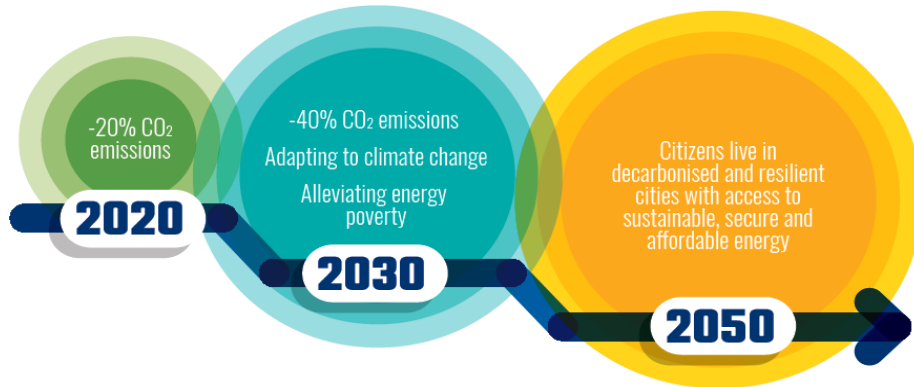 -20% CO₂
emissions
2020
-40% CO₂ emissions
Adapting to climate change
Alleviating energy
poverty
2030
Citizens live in
decarbonised and resilient
cities with access to
sustainable, secure and
affordable energy
2050